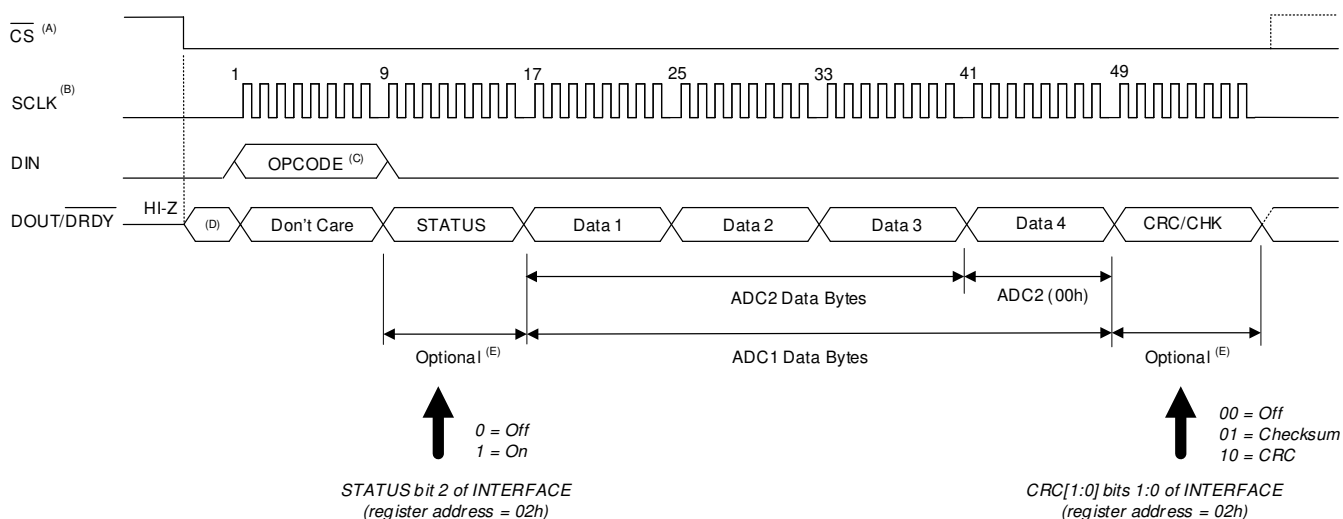 CS (A)
1 9 17 25 33 41 49
SCLK (B)
DIN
OPCODE (C)
DOUT/DRDY
HI-Z
(D) Don't Care STATUS Data 1 Data 2 Data 3 Data 4 CRC/CHK
ADC2 Data Bytes
ADC2 (00h)
Optional (E)
ADC1 Data Bytes
Optional (E)
0 = Off
1 = On
00 = Off
01 = Checksum
10 = CRC
STATUS bit 2 of INTERFACE
(register address = 02h)
CRC[1:0] bits 1:0 of INTERFACE
(register address = 02h)